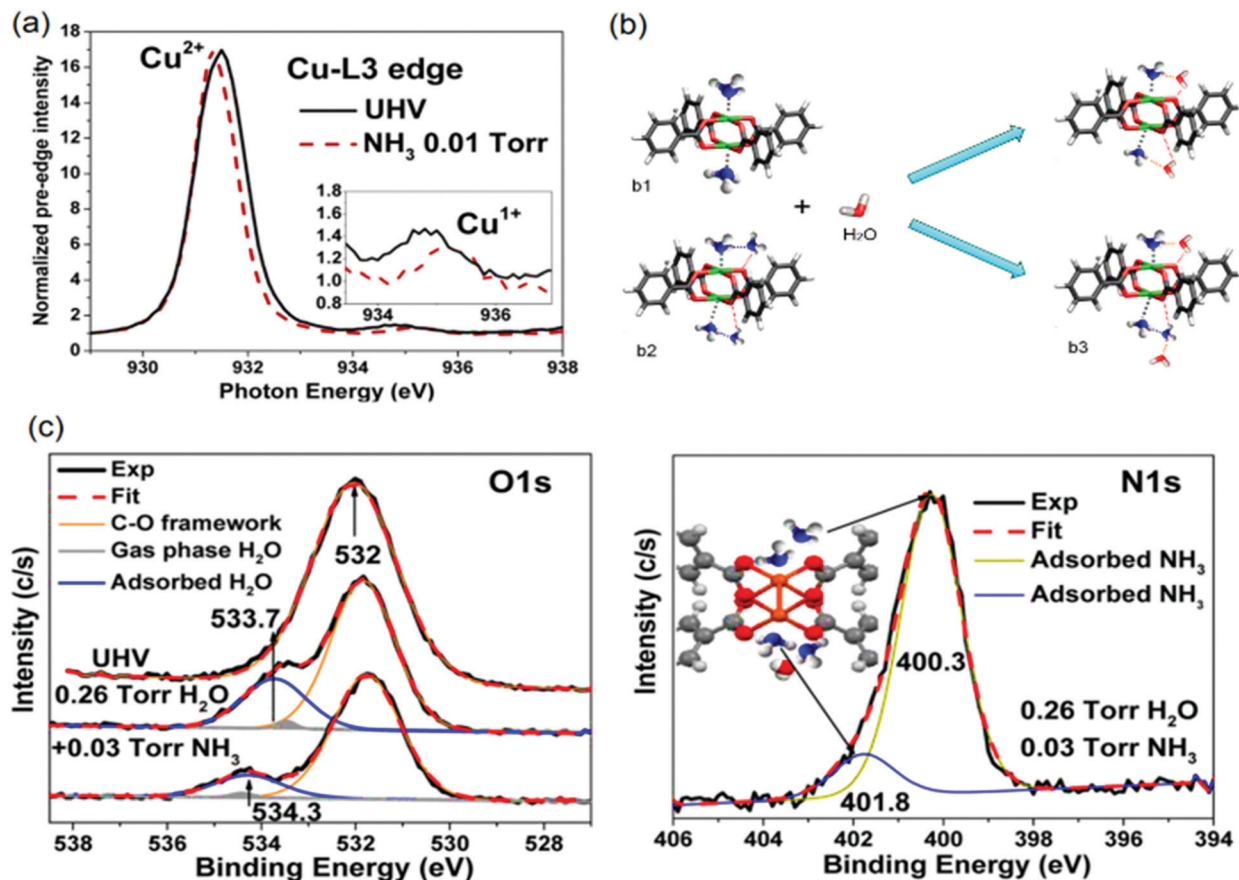 (a)
Normalized pre-edge intensity
18
16
14
12
10
8
6
4
2
0
Cu2+
Cu-L3 edge
UHV
NH3 0.01 Torr
1.8
1.6
1.4
1.2
1.0
0.8
Cu1+
934
936
930
932
934
936
938
Photon Energy (eV)
(b)
b1
+
H2O
b2
b3
(c)
Intensity (c/s)
Exp
Fit
C-O framework
Gas phase H2O
Adsorbed H2O
O1s
532
533.7
UHV
0.26 Torr H2O
+0.03 Torr NH3
534.3
538
536
534
532
530
528
Binding Energy (eV)
Intensity (c/s)
N1s
Exp
Fit
Adsorbed NH3
Adsorbed NH3
400.3
0.26 Torr H2O
0.03 Torr NH3
401.8
406
404
402
400
398
396
394
Binding Energy (eV)